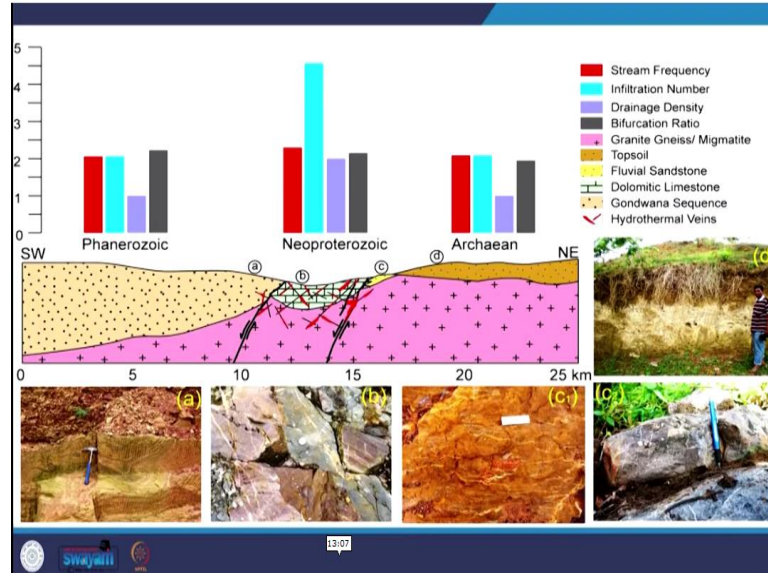 5
4
3
2
1
0
Stream Frequency
Infiltration Number
Drainage Density
Bifurcation Ratio
Granite Gneiss/ Migmatite
Topsoil
Fluvial Sandstone
Dolomitic Limestone
Gondwana Sequence
Hydrothermal Veins
Phanerozoic Neoproterozoic Archaean
SW NE
a b c d
0 5 10 15 20 25 km
(d)
(a) (b) (c1) (c2)
13:07
swayam